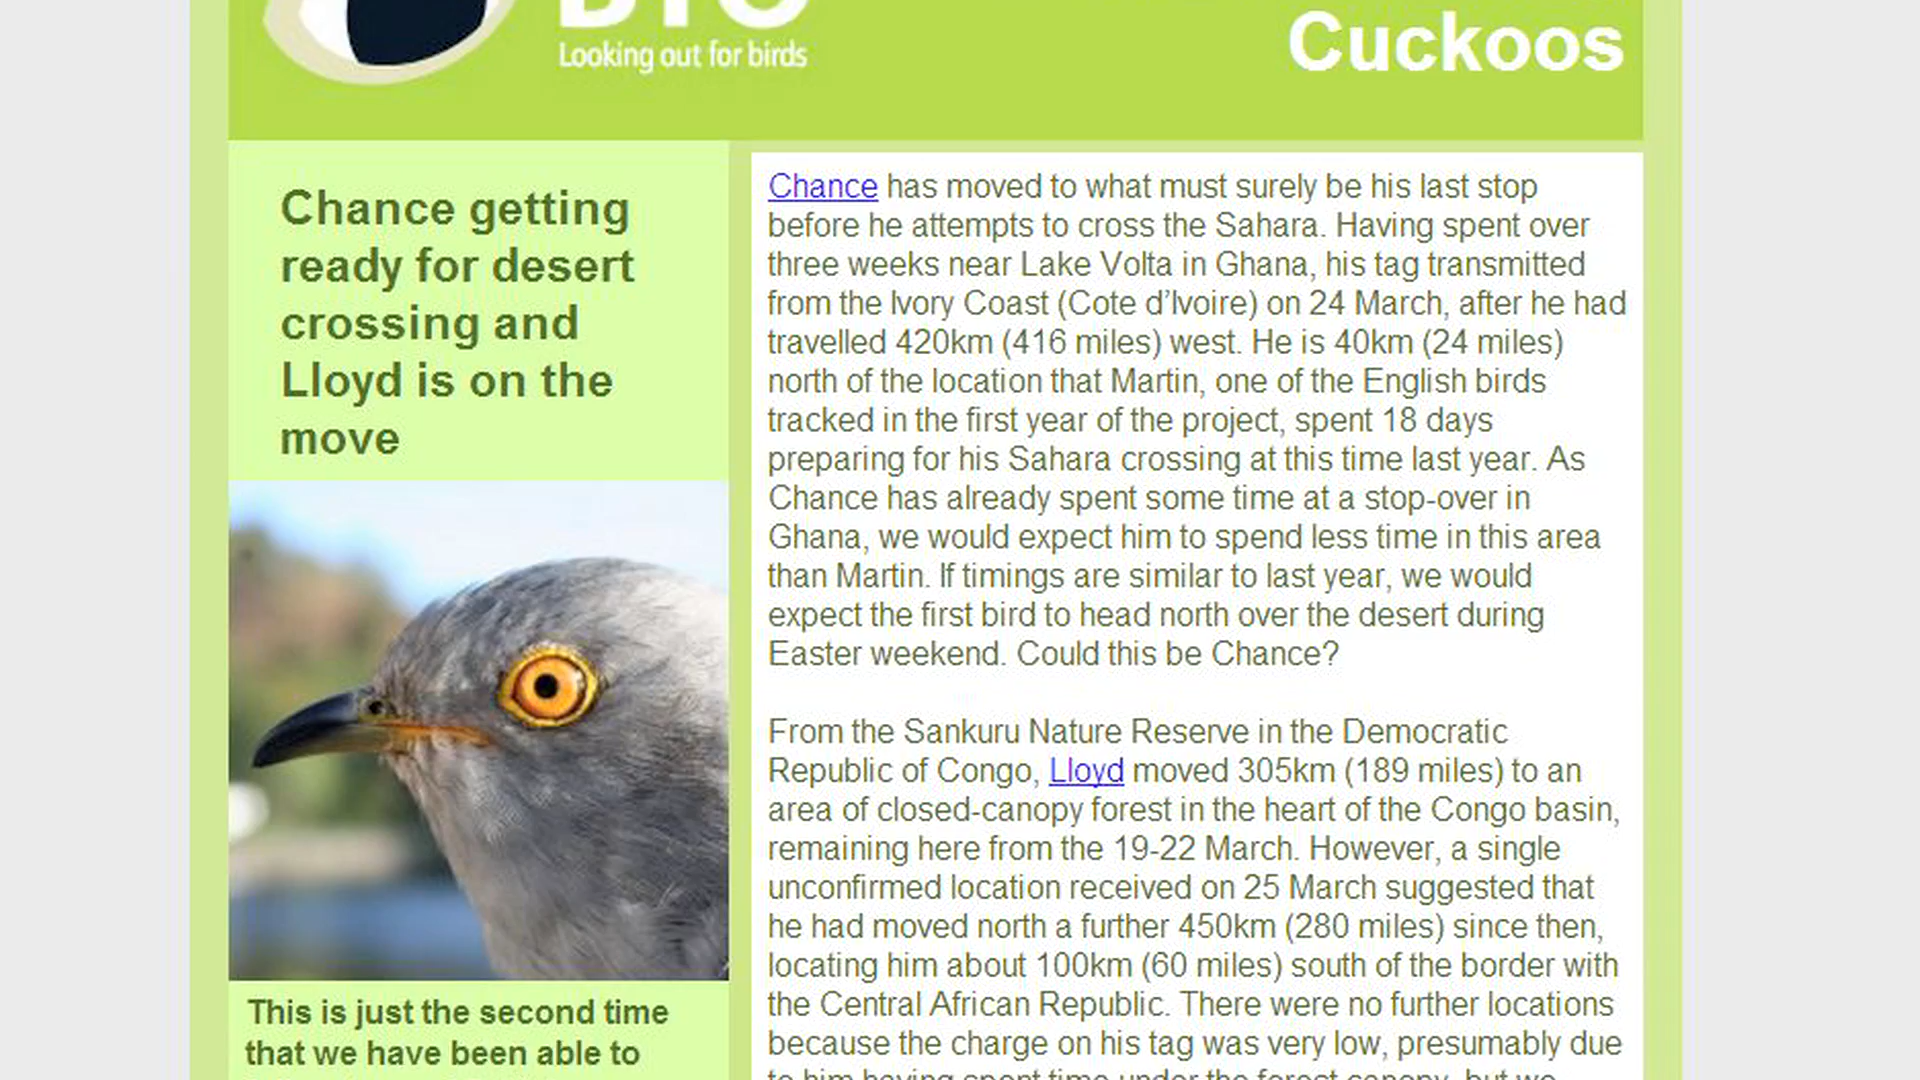 Looking out for birds
Cuckoos
Chance getting
ready for desert
crossing and
Lloyd is on the
move
This is just the second time
that we have been able to
Chance has moved to what must surely be his last stop
before he attempts to cross the Sahara. Having spent over
three weeks near Lake Volta in Ghana, his tag transmitted
from the Ivory Coast (Cote d’Ivoire) on 24 March, after he had
travelled 420km (416 miles) west. He is 40km (24 miles)
north of the location that Martin, one of the English birds
tracked in the first year of the project, spent 18 days
preparing for his Sahara crossing at this time last year. As
Chance has already spent some time at a stop-over in
Ghana, we would expect him to spend less time in this area
than Martin. If timings are similar to last year, we would
expect the first bird to head north over the desert during
Easter weekend. Could this be Chance?
From the Sankuru Nature Reserve in the Democratic
Republic of Congo, Lloyd moved 305km (189 miles) to an
area of closed-canopy forest in the heart of the Congo basin,
remaining here from the 19-22 March. However, a single
unconfirmed location received on 25 March suggested that
he had moved north a further 450km (280 miles) since then,
locating him about 100km (60 miles) south of the border with
the Central African Republic. There were no further locations
because the charge on his tag was very low, presumably due
to him having spent time under the forest canopy, but we